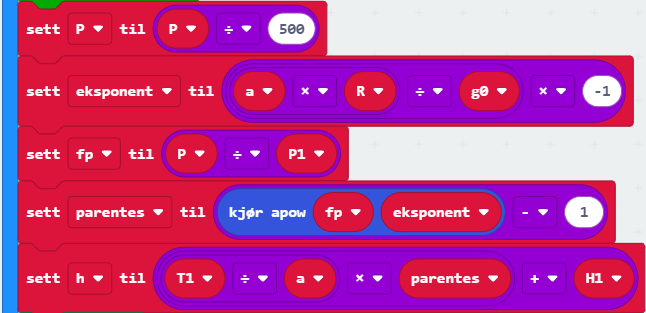 sett P til P ÷ 500
sett eksponent til a × R ÷ g0 × -1
sett fp til P ÷ P1
sett parentes til kjør apow fp eksponent - 1
sett h til T1 ÷ a × parentes + H1